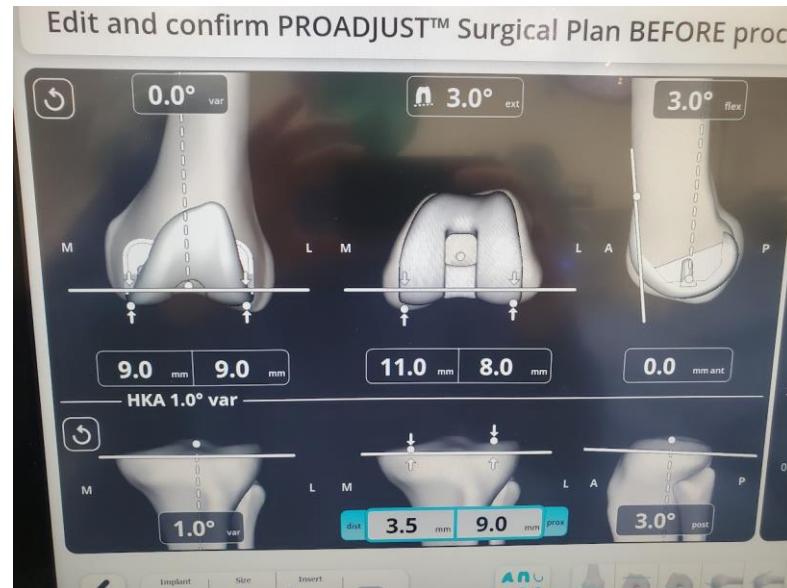 Edit and confirm PROADJUST™ Surgical Plan BEFORE proc
0.0° var
3.0° ext
3.0° flex
M L M L A P
9.0 mm 9.0 mm
11.0 mm 8.0 mm
0.0 mm ant
HKA 1.0° var
M L M L A P
1.0° var
dist 3.5 mm 9.0 mm prox
3.0° post
Implant Size Insert